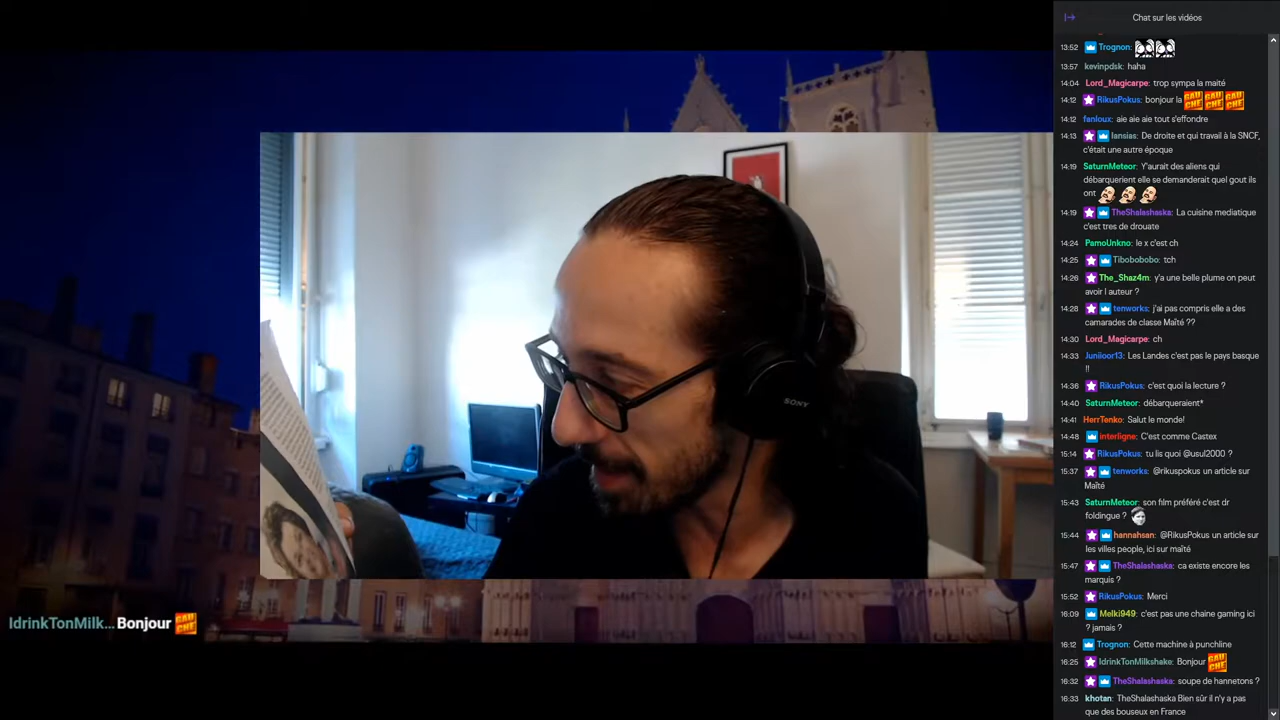 Chat sur les vidéos
13:52 Trognon:
13:57 kevinpdsk: haha
14:04 Lord_Magicarpe: trop sympa la maité
14:12 RikusPokus: bonjour la GAUCHE GAUCHE GAUCHE
14:12 fanloux: aie aie aie tout s'effondre
14:13 Iansias: De droite et qui travail à la SNCF,
c'était une autre époque
14:19 SaturnMeteor: Y'aurait des aliens qui
débarquerient elle se demanderait quel gout ils
ont
14:19 TheShalashaska: La cuisine mediatique
c'est tres de drouate
14:24 PamoUnkno: le x c'est ch
14:25 Tibobobobo: tch
14:26 The_Shaz4m: y'a une belle plume on peut
avoir l auteur ?
14:28 tenworks: j'ai pas compris elle a des
camarades de classe Maîté ??
14:30 Lord_Magicarpe: ch
14:33 Juniioor13: Les Landes c'est pas le pays basque
!!
14:36 RikusPokus: c'est quoi la lecture ?
14:40 SaturnMeteor: débarqueraient*
14:41 HerrTenko: Salut le monde!
14:48 interligne: C'est comme Castex
15:14 RikusPokus: tu lis quoi @usul2000 ?
15:37 tenworks: @rikuspokus un article sur
Maîté
15:43 SaturnMeteor: son film préféré c'est dr
foldingue ?
15:44 hannahsan: @RikusPokus un article sur
les villes people, ici sur maîté
15:47 TheShalashaska: ca existe encore les
marquis ?
15:52 RikusPokus: Merci
16:09 Melki949: c'est pas une chaine gaming ici
? jamais ?
16:12 Trognon: Cette machine à punchline
16:25 IdrinkTonMilkshake: Bonjour GAUCHE
16:32 TheShalashaska: soupe de hannetons ?
16:33 khotan: TheShalashaska Bien sûr il n'y a pas
que des bouseux en France
SONY
IdrinkTonMilk... Bonjour GAUCHE